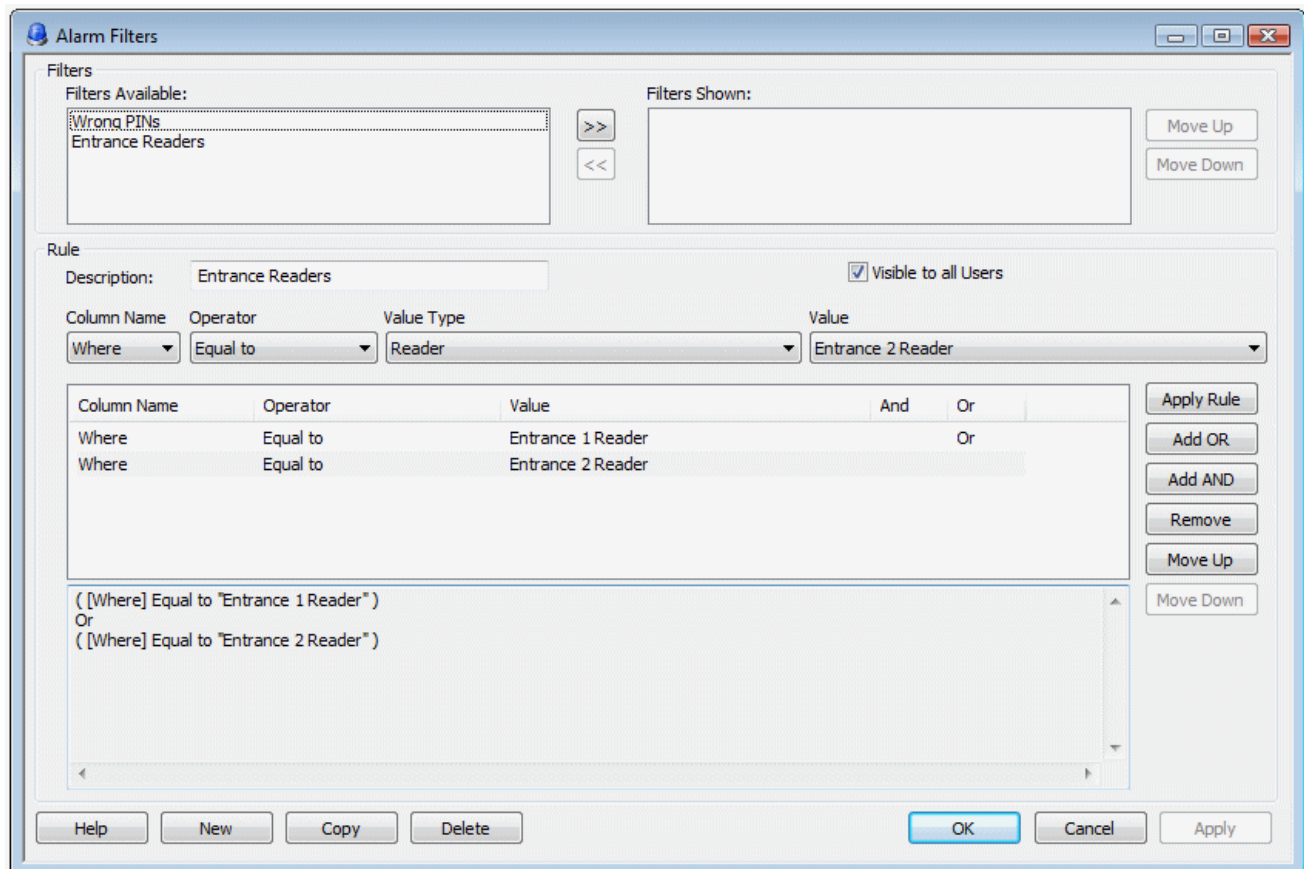 Alarm Filters
Filters
Filters Available:
Filters Shown:
Wrong PINs
Entrance Readers
>>
<<
Move Up
Move Down
Rule
Description:
Entrance Readers
Visible to all Users
Column Name Operator Value Type Value
Where Equal to Reader Entrance 2 Reader
Column Name Operator Value And Or
Where Equal to Entrance 1 Reader Or
Where Equal to Entrance 2 Reader
Apply Rule
Add OR
Add AND
Remove
Move Up
Move Down
( [Where] Equal to "Entrance 1 Reader" )
Or
( [Where] Equal to "Entrance 2 Reader" )
Help New Copy Delete OK Cancel Apply